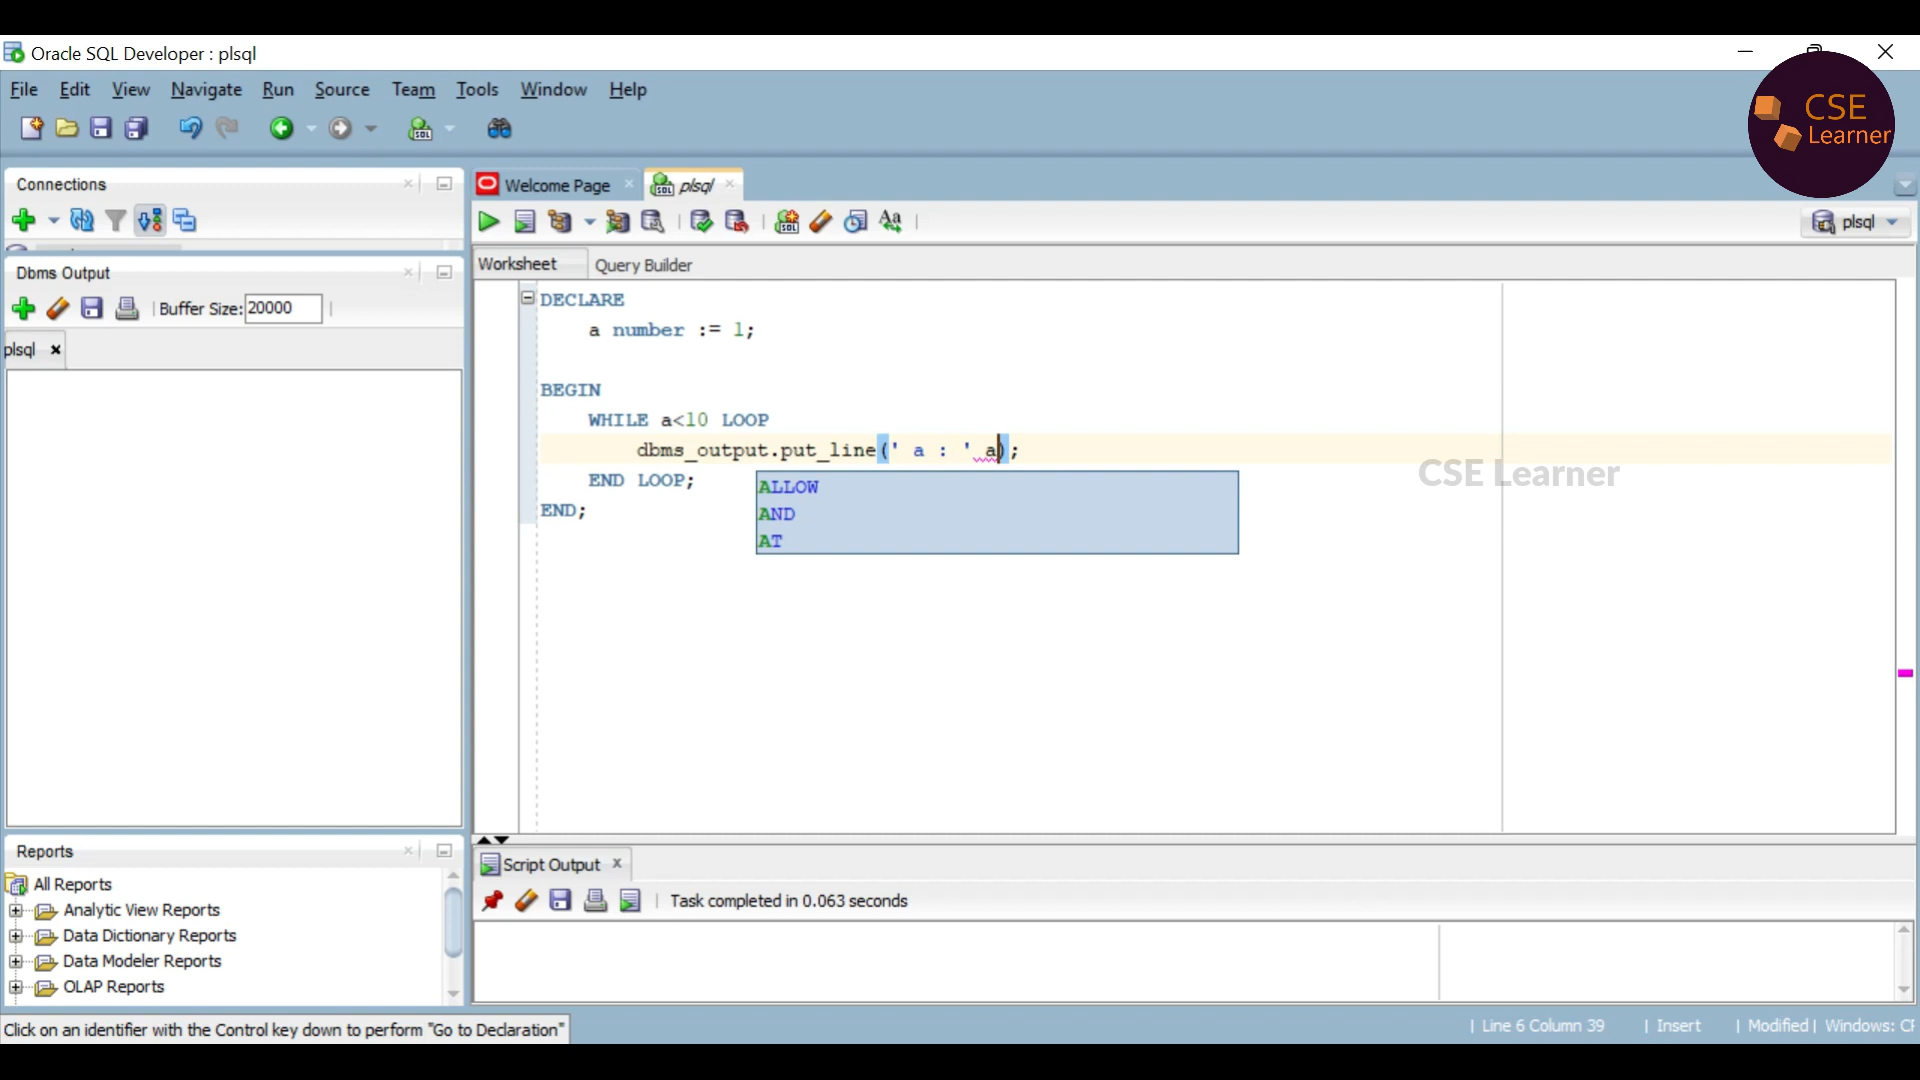 Oracle SQL Developer : plsql
File Edit View Navigate Run Source Team Tools Window Help
CSE
Learner
Connections
Welcome Page
plsql
plsql
Dbms Output
Worksheet
Query Builder
Buffer Size: 20000
plsql
DECLARE
a number := 1;
BEGIN
WHILE a<10 LOOP
dbms_output.put_line(' a : ' a);
END LOOP;
END;
ALLOW
AND
AT
CSE Learner
Reports
All Reports
Analytic View Reports
Data Dictionary Reports
Data Modeler Reports
OLAP Reports
Script Output
Task completed in 0.063 seconds
Click on an identifier with the Control key down to perform "Go to Declaration"
| Line 6 Column 39 | Insert | Modified | Windows: